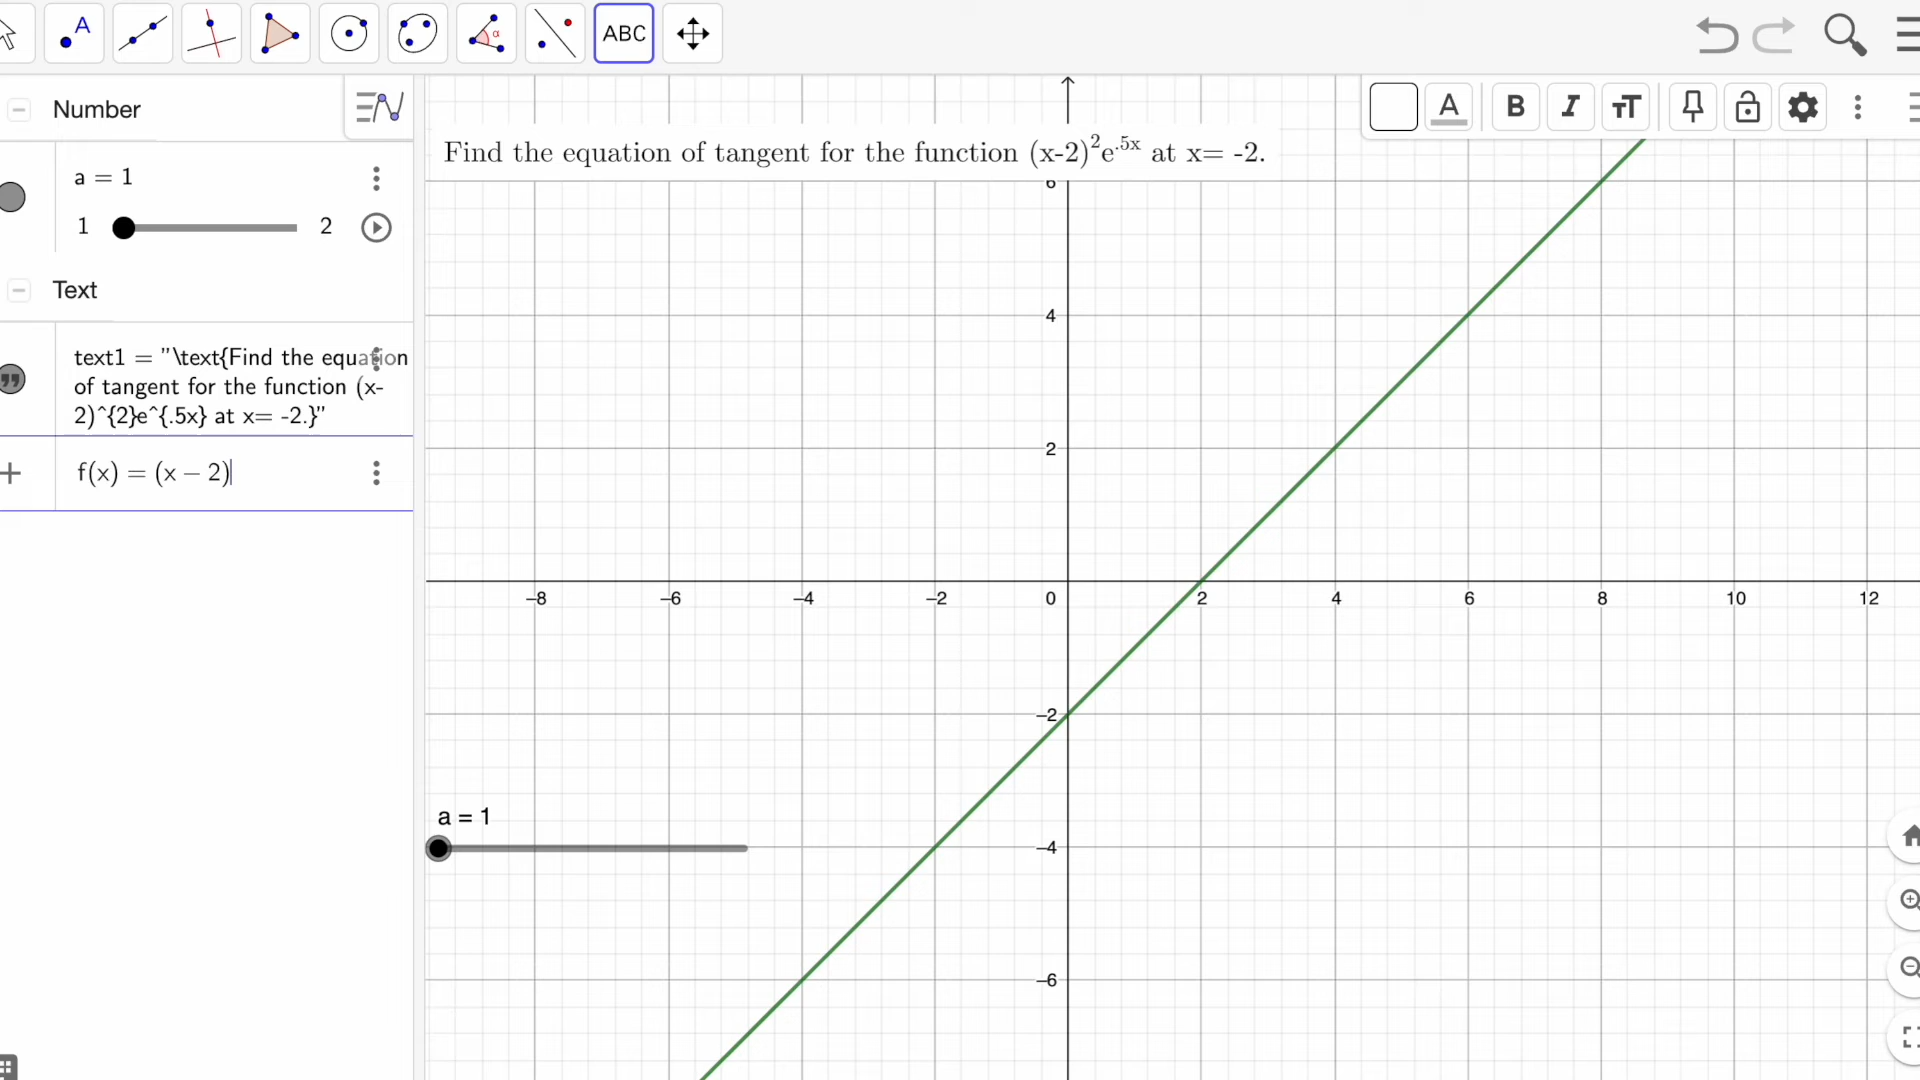 A
α
ABC
Number
a = 1
1 2
Text
text1 = "\text{Find the equation
of tangent for the function (x-
2)^{2}e^{.5x} at x= -2.}"
f(x) = (x − 2)
A B I TT
Find the equation of tangent for the function (x-2)²e^.5x at x= -2.
6
4
2
−8 −6 −4 −2 0 2 4 6 8 10 12
−2
a = 1
−4
−6